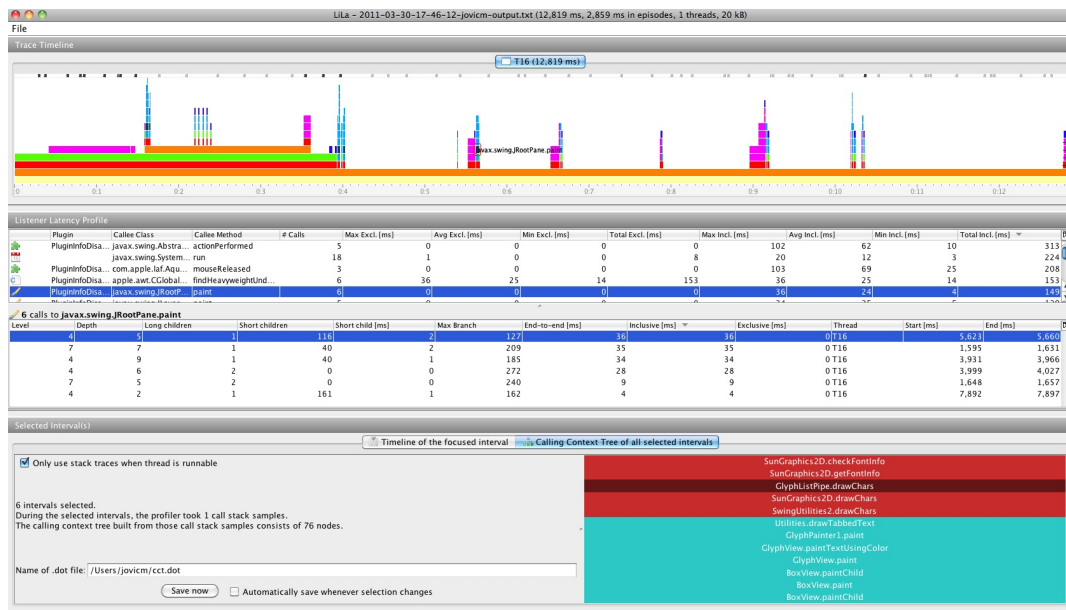 LiLa - 2011-03-30-17-46-12-jovicm-output.txt (12,819 ms, 2,859 ms in episodes, 1 threads, 20 kB)
File
Trace Timeline
T16 (12,819 ms)
javax.swing.JRootPane.paint
:0 0:1 0:2 0:3 0:4 0:5 0:6 0:7 0:8 0:9 0:10 0:11 0:12
Listener Latency Profile
Plugin Callee Class Callee Method # Calls Max Excl. [ms] Avg Excl. [ms] Min Excl. [ms] Total Excl. [ms] Max Incl. [ms] Avg Incl. [ms] Min Incl. [ms] Total Incl. [ms]
PluginInfoDisa... javax.swing.Abstra... actionPerformed 5 0 0 0 0 102 62 10 313
javax.swing.System... run 18 1 0 0 8 20 12 3 224
PluginInfoDisa... com.apple.laf.Aqu... mouseReleased 3 0 0 0 0 103 69 25 208
PluginInfoDisa... apple.awt.CGlobal... findHeavyweightUnd... 6 36 25 14 153 36 25 14 153
PluginInfoDisa... javax.swing.JRootP... paint 6 0 0 0 0 36 24 4 149
6 calls to javax.swing.JRootPane.paint
Level Depth Long children Short children Short child [ms] Max Branch End-to-end [ms] Inclusive [ms] Exclusive [ms] Thread Start [ms] End [ms]
4 5 1 116 2 127 36 36 0 T16 5,623 5,660
7 7 1 40 2 209 35 35 0 T16 1,595 1,631
4 9 1 40 1 185 34 34 0 T16 3,931 3,966
4 6 2 0 0 272 28 28 0 T16 3,999 4,027
7 5 2 0 0 240 9 9 0 T16 1,648 1,657
4 2 1 161 1 162 4 4 0 T16 7,892 7,897
Selected Interval(s)
Timeline of the focused interval Calling Context Tree of all selected intervals
Only use stack traces when thread is runnable
6 intervals selected.
During the selected intervals, the profiler took 1 call stack samples.
The calling context tree built from those call stack samples consists of 76 nodes.
Name of .dot file: /Users/jovicm/cct.dot
Save now Automatically save whenever selection changes
SunGraphics2D.checkFontInfo
SunGraphics2D.getFontInfo
GlyphListPipe.drawChars
SunGraphics2D.drawChars
SwingUtilities2.drawChars
Utilities.drawTabbedText
GlyphPainter1.paint
GlyphView.paintTextUsingColor
GlyphView.paint
BoxView.paintChild
BoxView.paint
BoxView.paintChild